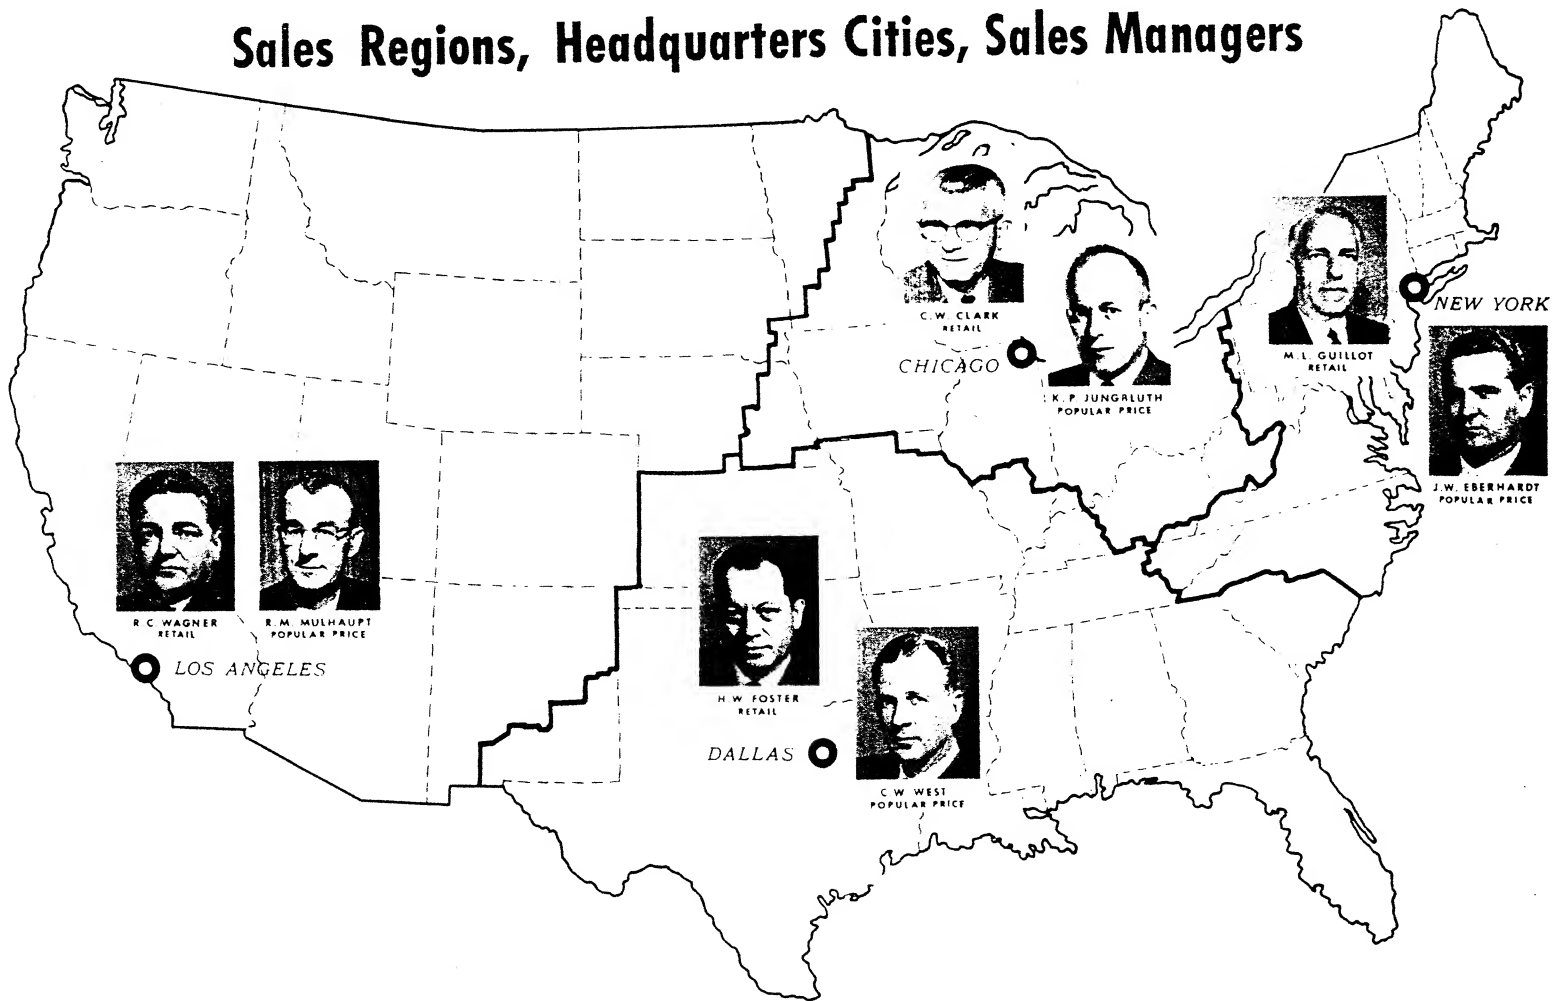 Sales Regions, Headquarters Cities, Sales Managers
C.W. CLARK
RETAIL
CHICAGO
K.P. JUNGBLUTH
POPULAR PRICE
M.L. GUILLOT
RETAIL
NEW YORK
J.W. EBERHARDT
POPULAR PRICE
R.C. WAGNER
RETAIL
R.M. MULHAUPT
POPULAR PRICE
LOS ANGELES
H.W. FOSTER
RETAIL
DALLAS
C.W. WEST
POPULAR PRICE